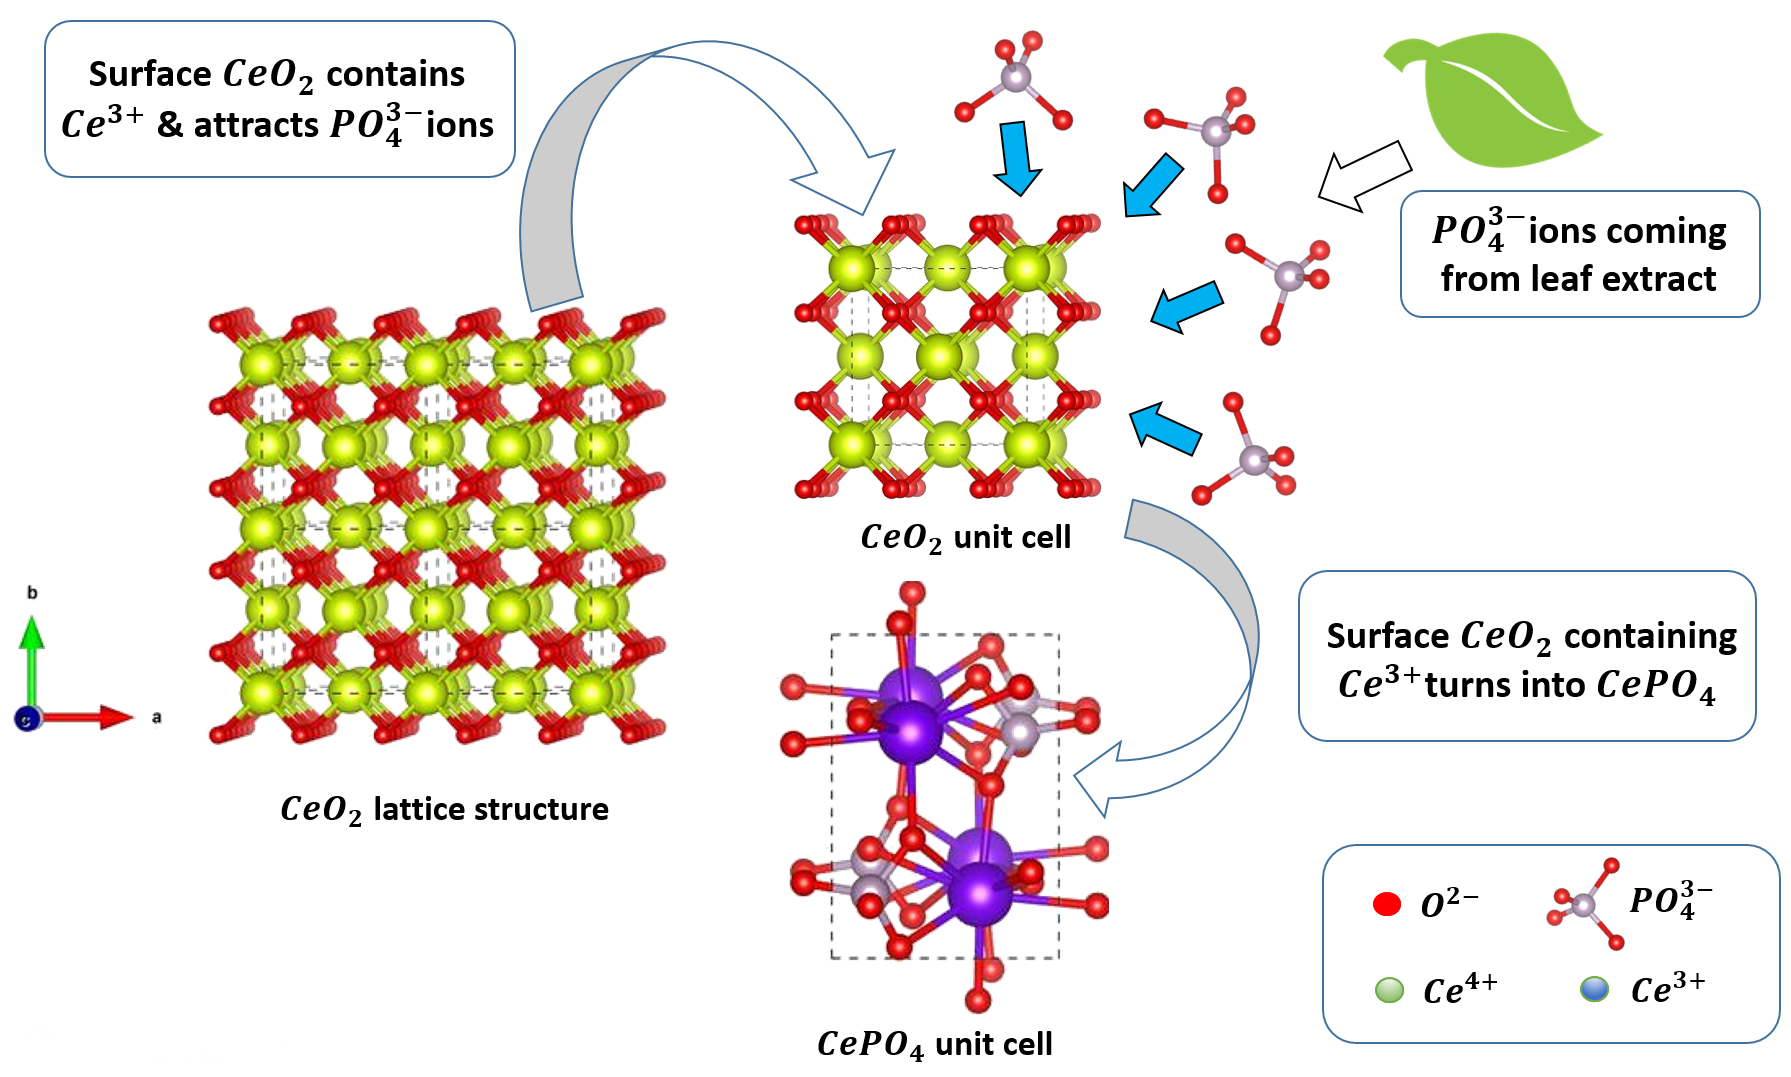 Surface CeO₂ contains
Ce³⁺ & attracts PO₄³⁻ ions
PO₄³⁻ ions coming
from leaf extract
CeO₂ unit cell
b
c
a
CeO₂ lattice structure
Surface CeO₂ containing
Ce³⁺ turns into CePO₄
CePO₄ unit cell
O²⁻
PO₄³⁻
Ce⁴⁺
Ce³⁺